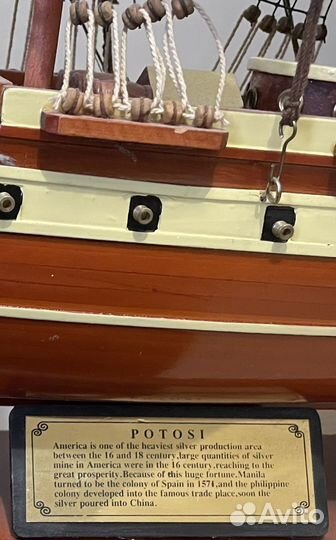 POTOSI
America is one of the heaviest silver production area
between the 16 and 18 century,large quantities of silver
mine in America were in the 16 century,reaching to the
great prosperity.Because of this huge fortune,Manila
turned to be the colony of Spain in 1571,and the philippine
colony developed into the famous trade place,soon the
silver poured into China.
Avito